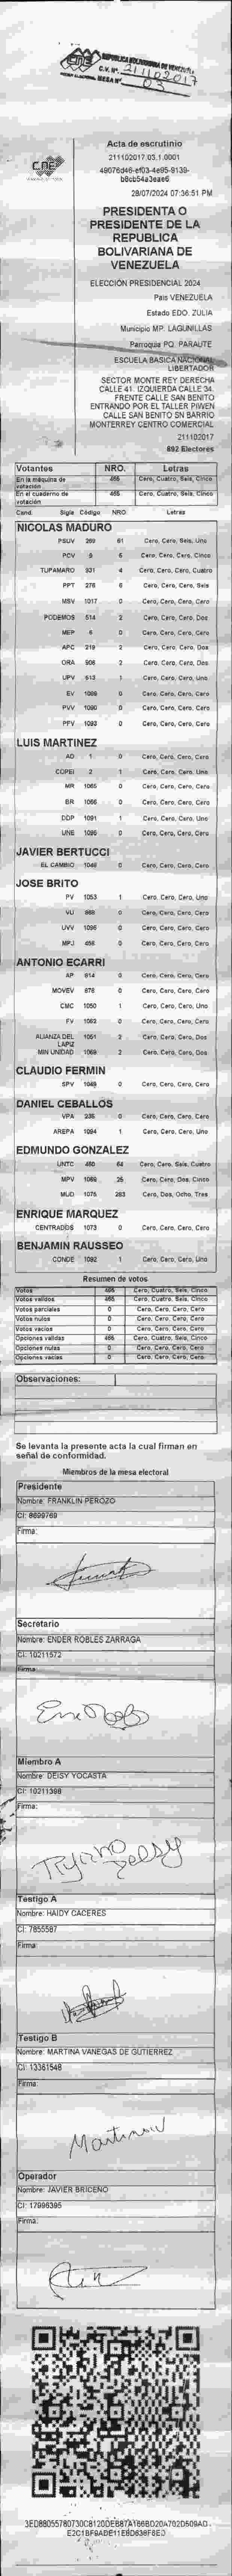 REPÚBLICA BOLIVARIANA DE VENEZUELA
C.V. Nº. 211102017
MESA Nº 03
CNE
Acta de escrutinio
211102017.03.1.0001
49076d46-ef03-4e95-9139-
b8cb54a3eae6
28/07/2024 07:36:51 PM
PRESIDENTA O
PRESIDENTE DE LA
REPUBLICA
BOLIVARIANA DE
VENEZUELA
ELECCIÓN PRESIDENCIAL 2024
País VENEZUELA
Estado EDO. ZULIA
Municipio MP. LAGUNILLAS
Parroquia PQ. PARAUTE
ESCUELA BASICA NACIONAL
LIBERTADOR
SECTOR MONTE REY DERECHA
CALLE 41. IZQUIERDA CALLE 34.
FRENTE CALLE SAN BENITO
ENTRANDO POR EL TALLER PIVEN
CALLE SAN BENITO SN BARRIO
MONTERREY CENTRO COMERCIAL
211102017
692 Electores
Votantes NRO. Letras
En la máquina de votación 465 Cero, Cuatro, Seis, Cinco
En el cuaderno de votación 465 Cero, Cuatro, Seis, Cinco
Cand. Sigla Código NRO Letras
NICOLAS MADURO
PSUV 269 61 Cero, Cero, Seis, Uno
PCV 9 5 Cero, Cero, Cero, Cinco
TUPAMARO 931 4 Cero, Cero, Cero, Cuatro
PPT 276 6 Cero, Cero, Cero, Seis
MSV 1017 0 Cero, Cero, Cero, Cero
PODEMOS 514 2 Cero, Cero, Cero, Dos
MEP 6 0 Cero, Cero, Cero, Cero
APC 219 2 Cero, Cero, Cero, Dos
ORA 906 2 Cero, Cero, Cero, Dos
UPV 613 1 Cero, Cero, Cero, Uno
EV 1089 0 Cero, Cero, Cero, Cero
PVV 1090 0 Cero, Cero, Cero, Cero
PFV 1093 0 Cero, Cero, Cero, Cero
LUIS MARTINEZ
AD 1 0 Cero, Cero, Cero, Cero
COPEI 2 1 Cero, Cero, Cero, Uno
MR 1065 0 Cero, Cero, Cero, Cero
BR 1066 0 Cero, Cero, Cero, Cero
DDP 1091 1 Cero, Cero, Cero, Uno
UNE 1095 0 Cero, Cero, Cero, Cero
JAVIER BERTUCCI
EL CAMBIO 1048 0 Cero, Cero, Cero, Cero
JOSE BRITO
PV 1053 1 Cero, Cero, Cero, Uno
VU 968 0 Cero, Cero, Cero, Cero
UVV 1096 0 Cero, Cero, Cero, Cero
MPJ 456 0 Cero, Cero, Cero, Cero
ANTONIO ECARRI
AP 914 0 Cero, Cero, Cero, Cero
MOVEV 876 0 Cero, Cero, Cero, Cero
CMC 1050 1 Cero, Cero, Cero, Uno
FV 1062 0 Cero, Cero, Cero, Cero
ALIANZA DEL LAPIZ 1051 2 Cero, Cero, Cero, Dos
MIN UNIDAD 1069 2 Cero, Cero, Cero, Dos
CLAUDIO FERMIN
SPV 1049 0 Cero, Cero, Cero, Cero
DANIEL CEBALLOS
VPA 235 0 Cero, Cero, Cero, Cero
AREPA 1094 1 Cero, Cero, Cero, Uno
EDMUNDO GONZALEZ
UNTC 460 64 Cero, Cero, Seis, Cuatro
MPV 1069 25 Cero, Cero, Dos, Cinco
MUD 1076 283 Cero, Dos, Ocho, Tres
ENRIQUE MARQUEZ
CENTRADOS 1073 0 Cero, Cero, Cero, Cero
BENJAMIN RAUSSEO
CONDE 1092 1 Cero, Cero, Cero, Uno
Resumen de votos
Votos 465 Cero, Cuatro, Seis, Cinco
Votos validos 465 Cero, Cuatro, Seis, Cinco
Votos parciales 0 Cero, Cero, Cero, Cero
Votos nulos 0 Cero, Cero, Cero, Cero
Votos vacios 0 Cero, Cero, Cero, Cero
Opciones validas 465 Cero, Cuatro, Seis, Cinco
Opciones nulas 0 Cero, Cero, Cero, Cero
Opciones vacias 0 Cero, Cero, Cero, Cero
Observaciones:
Se levanta la presente acta la cual firman en
señal de conformidad.
Miembros de la mesa electoral
Presidente
Nombre: FRANKLIN PEROZO
CI: 8699769
Firma:
Secretario
Nombre: ENDER ROBLES ZARRAGA
CI: 10211572
Firma:
Miembro A
Nombre: DEISY YOCASTA
CI: 10211398
Firma:
Testigo A
Nombre: HAIDY CACERES
CI: 7855587
Firma:
Testigo B
Nombre: MARTINA VANEGAS DE GUTIERREZ
CI: 13361548
Firma:
Operador
Nombre: JAVIER BRICEÑO
CI: 17996395
Firma:
3ED88055780730C8120DEB87A166BD20A702D509AD
E2C1BF9ADE11E6D638F8ED